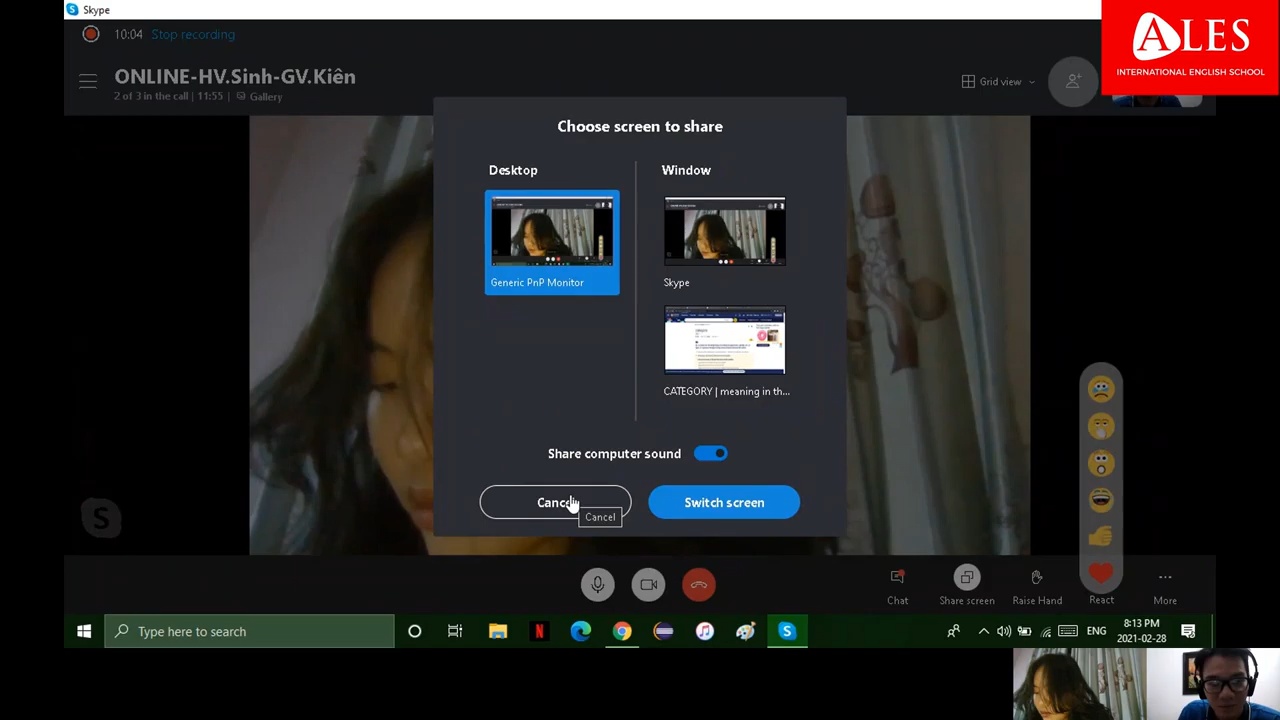 Skype
10:04 Stop recording
ALES
INTERNATIONAL ENGLISH SCHOOL
ONLINE-HV.Sinh-GV.Kiên
2 of 3 in the call | 11:55 | Gallery
Grid view
Choose screen to share
Desktop
Window
Generic PnP Monitor
Skype
CATEGORY | meaning in th...
Share computer sound
Cancel
Switch screen
Cancel
Chat
Share screen
Raise Hand
React
More
Type here to search
ENG
8:13 PM
2021-02-28